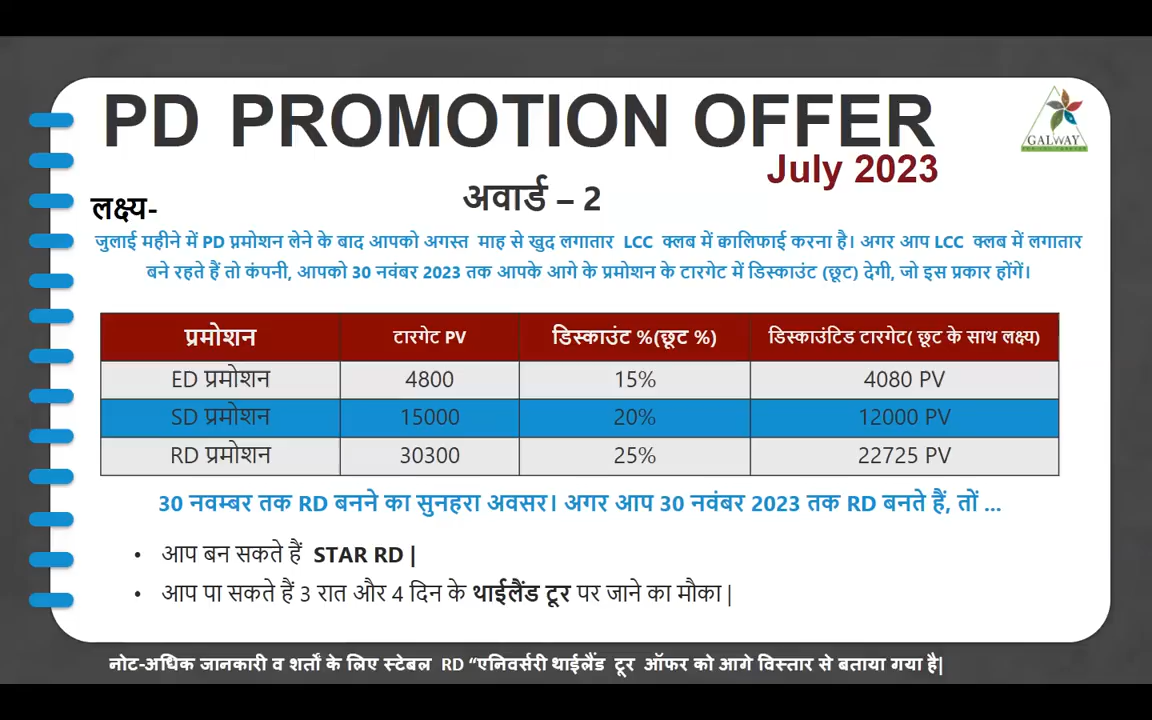 PD PROMOTION OFFER
GALWAY
July 2023
अवार्ड – 2
लक्ष्य-
जुलाई महीने में PD प्रमोशन लेने के बाद आपको अगस्त माह से खुद लगातार LCC क्लब में क्वालिफाई करना है। अगर आप LCC क्लब में लगातार
बने रहते हैं तो कंपनी, आपको 30 नवंबर 2023 तक आपके आगे के प्रमोशन के टारगेट में डिस्काउंट (छूट) देगी, जो इस प्रकार होंगें।
प्रमोशन टारगेट PV डिस्काउंट %(छूट %) डिस्काउंटिड टारगेट( छूट के साथ लक्ष्य)
ED प्रमोशन 4800 15% 4080 PV
SD प्रमोशन 15000 20% 12000 PV
RD प्रमोशन 30300 25% 22725 PV
30 नवम्बर तक RD बनने का सुनहरा अवसर। अगर आप 30 नवंबर 2023 तक RD बनते हैं, तों ...
• आप बन सकते हैं STAR RD |
• आप पा सकते हैं 3 रात और 4 दिन के थाईलैंड टूर पर जाने का मौका |
नोट-अधिक जानकारी व शर्तों के लिए स्टेबल RD “एनिवर्सरी थाईलैंड टूर ऑफर को आगे विस्तार से बताया गया है|